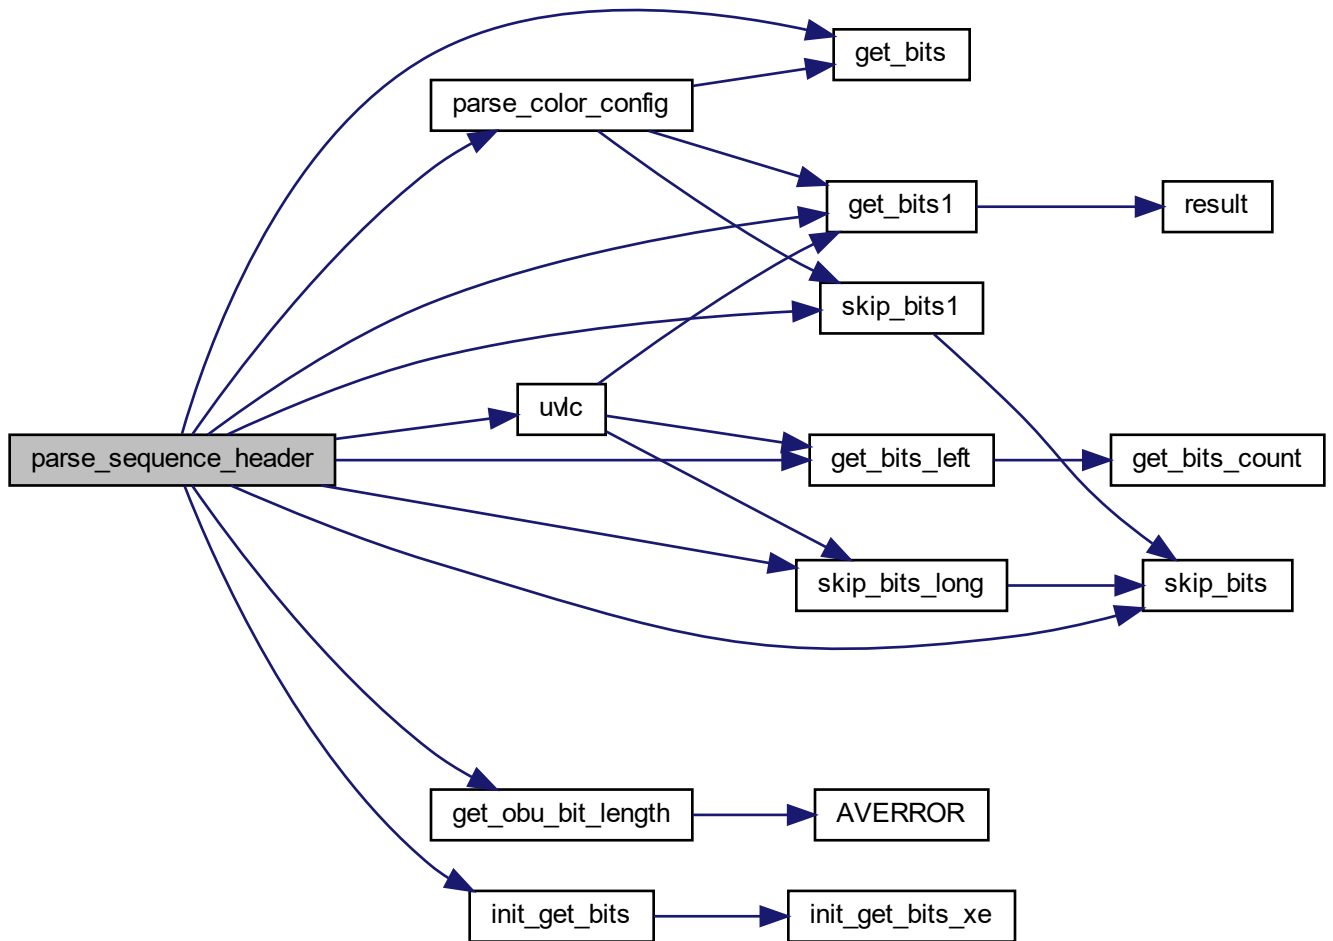 get_bits
parse_color_config
get_bits1
result
skip_bits1
uvlc
parse_sequence_header
get_bits_left
get_bits_count
skip_bits_long
skip_bits
get_obu_bit_length
AVERROR
init_get_bits
init_get_bits_xe